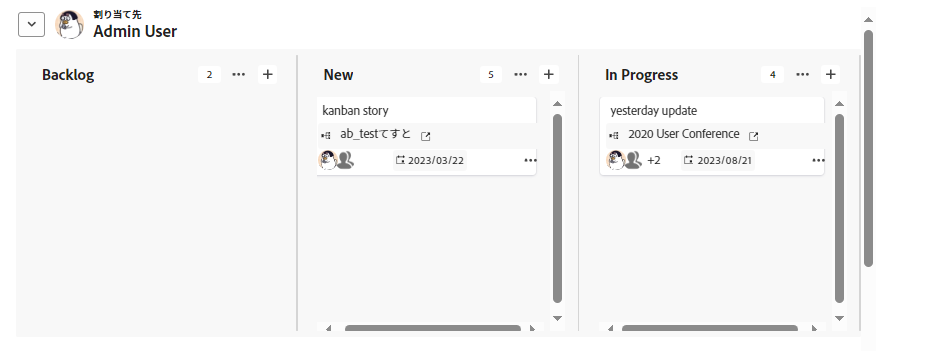 割り当て先
Admin User
Backlog 2
New 5
In Progress 4
kanban story
ab_testてすと
2023/03/22
yesterday update
2020 User Conference
+2 2023/08/21